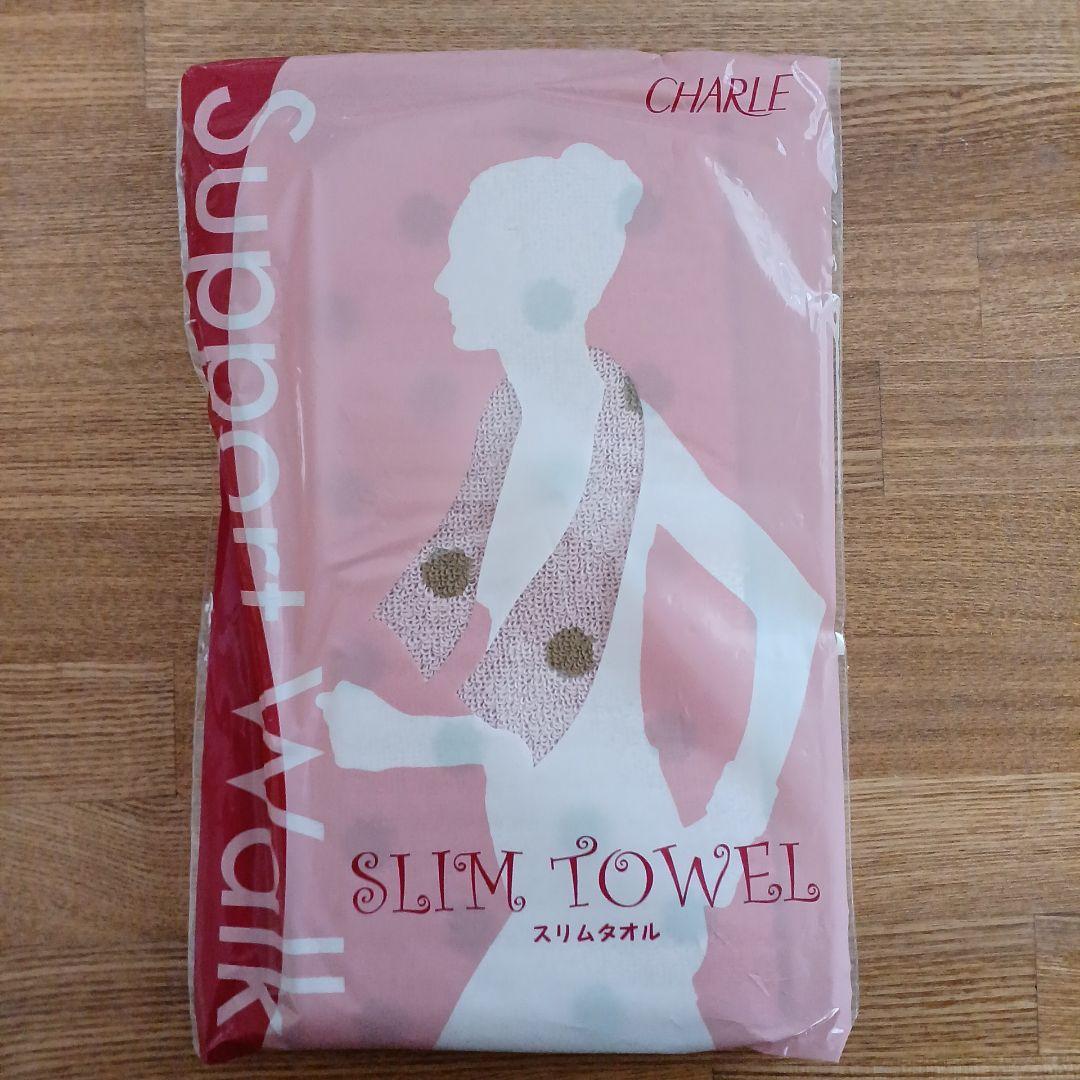 CHARLE
Support Walk
SLIM TOWEL
スリムタオル